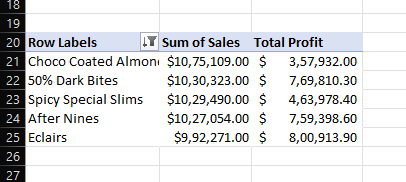 18
19
20 Row Labels Sum of Sales Total Profit
21 Choco Coated Almon $10,75,109.00 $ 3,57,932.00
22 50% Dark Bites $10,30,323.00 $ 7,69,810.30
23 Spicy Special Slims $10,29,490.00 $ 4,63,978.40
24 After Nines $10,27,054.00 $ 7,59,398.60
25 Eclairs $9,92,271.00 $ 8,00,913.90
26
27